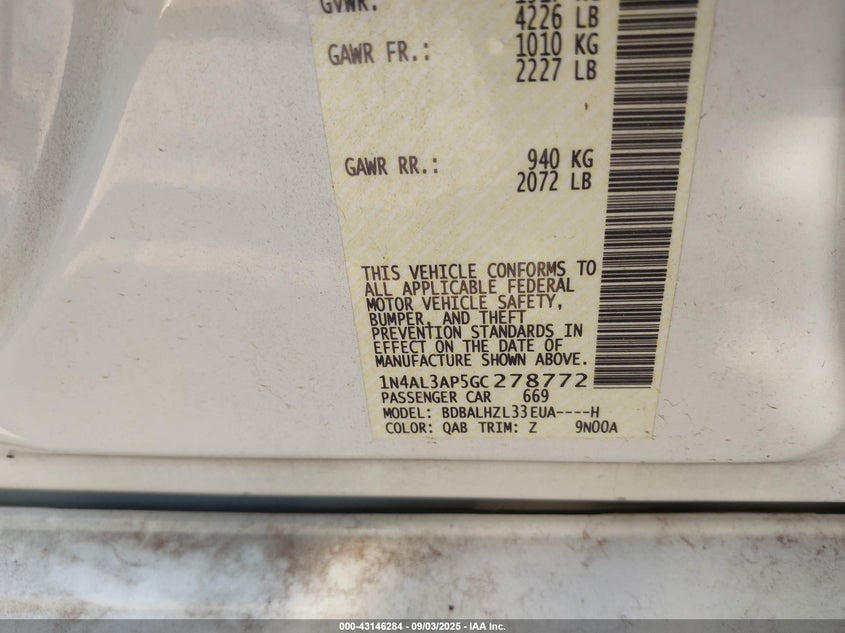 GVWR:
4226 LB
GAWR FR.: 1010 KG
2227 LB
GAWR RR.: 940 KG
2072 LB
THIS VEHICLE CONFORMS TO
ALL APPLICABLE FEDERAL
MOTOR VEHICLE SAFETY,
BUMPER, AND THEFT
PREVENTION STANDARDS IN
EFFECT ON THE DATE OF
MANUFACTURE SHOWN ABOVE.
1N4AL3AP5GC278772
PASSENGER CAR 669
MODEL: BDBALHZL33EUA----H
COLOR: QAB TRIM: Z 9N00A
000-43146284 - 09/03/2025 - IAA Inc.